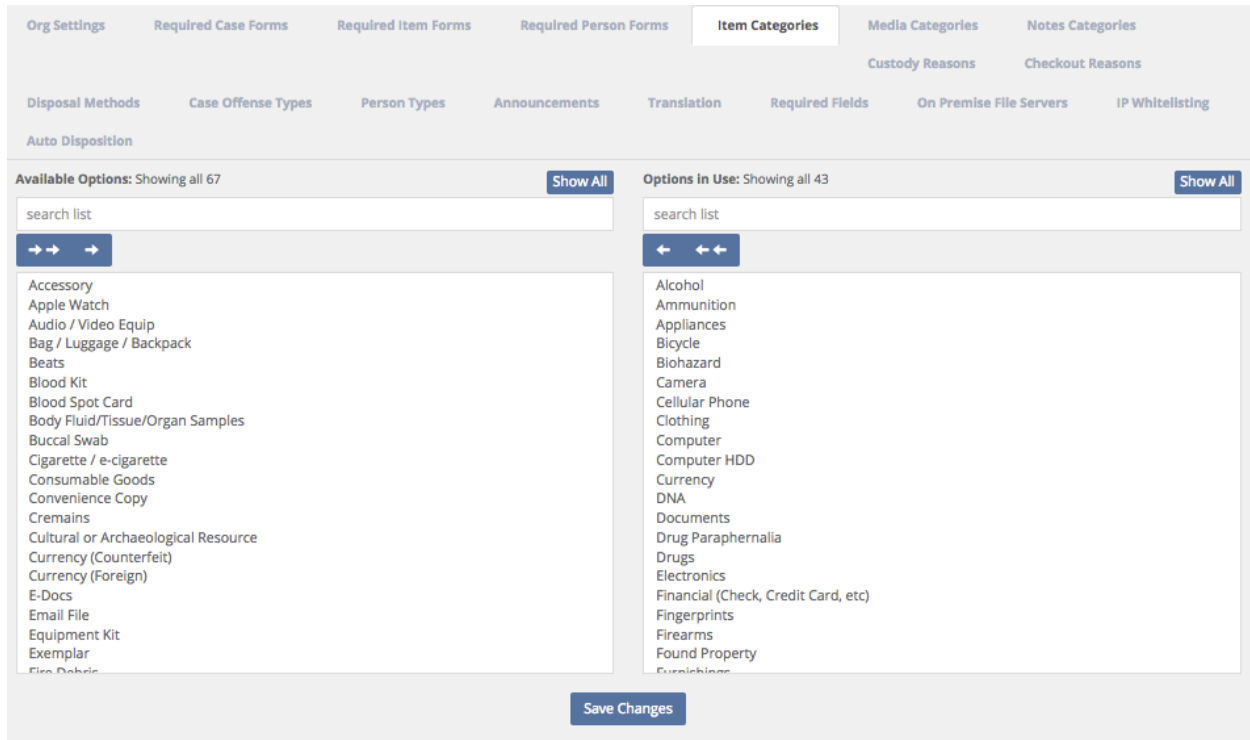 Org Settings Required Case Forms Required Item Forms Required Person Forms Item Categories Media Categories Notes Categories
Custody Reasons Checkout Reasons
Disposal Methods Case Offense Types Person Types Announcements Translation Required Fields On Premise File Servers IP Whitelisting
Auto Disposition
Available Options: Showing all 67
Show All
search list
Accessory
Apple Watch
Audio / Video Equip
Bag / Luggage / Backpack
Beats
Blood Kit
Blood Spot Card
Body Fluid/Tissue/Organ Samples
Buccal Swab
Cigarette / e-cigarette
Consumable Goods
Convenience Copy
Cremains
Cultural or Archaeological Resource
Currency (Counterfeit)
Currency (Foreign)
E-Docs
Email File
Equipment Kit
Exemplar
Fire Debris
Options in Use: Showing all 43
Show All
search list
Alcohol
Ammunition
Appliances
Bicycle
Biohazard
Camera
Cellular Phone
Clothing
Computer
Computer HDD
Currency
DNA
Documents
Drug Paraphernalia
Drugs
Electronics
Financial (Check, Credit Card, etc)
Fingerprints
Firearms
Found Property
Furnishings
Save Changes